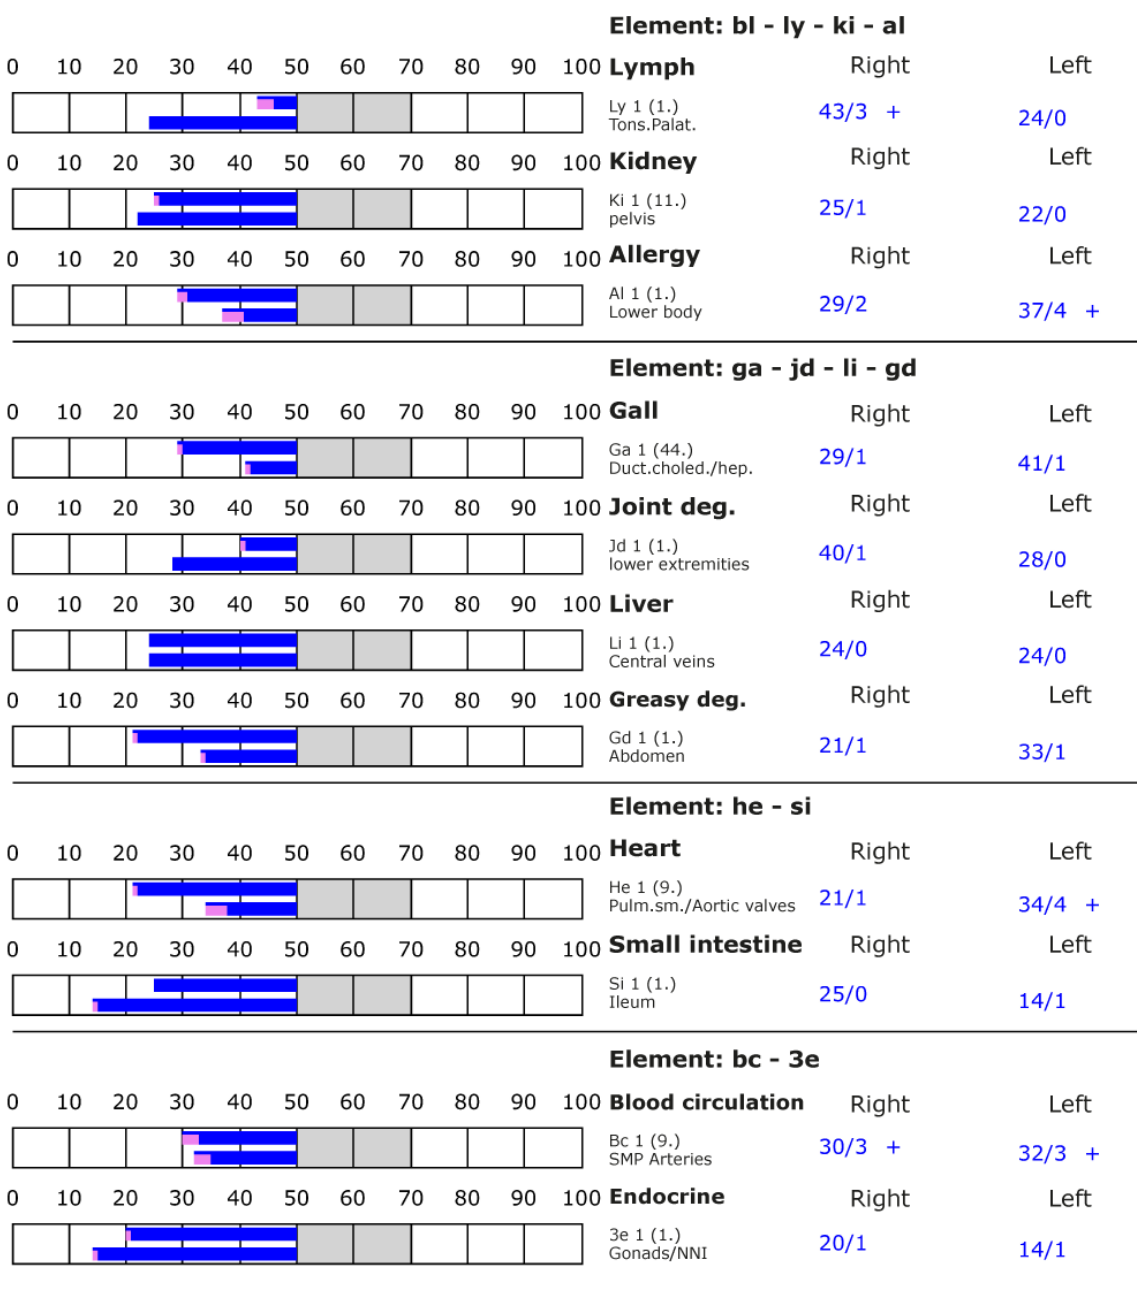 Element: bl - ly - ki - al
0 10 20 30 40 50 60 70 80 90 100 Lymph Right Left
Ly 1 (1.) 43/3 + 24/0
Tons.Palat.
0 10 20 30 40 50 60 70 80 90 100 Kidney Right Left
Ki 1 (11.) 25/1 22/0
pelvis
0 10 20 30 40 50 60 70 80 90 100 Allergy Right Left
Al 1 (1.) 29/2 37/4 +
Lower body
Element: ga - jd - li - gd
0 10 20 30 40 50 60 70 80 90 100 Gall Right Left
Ga 1 (44.) 29/1 41/1
Duct.choled./hep.
0 10 20 30 40 50 60 70 80 90 100 Joint deg. Right Left
Jd 1 (1.) 40/1 28/0
lower extremities
0 10 20 30 40 50 60 70 80 90 100 Liver Right Left
Li 1 (1.) 24/0 24/0
Central veins
0 10 20 30 40 50 60 70 80 90 100 Greasy deg. Right Left
Gd 1 (1.) 21/1 33/1
Abdomen
Element: he - si
0 10 20 30 40 50 60 70 80 90 100 Heart Right Left
He 1 (9.) 21/1 34/4 +
Pulm.sm./Aortic valves
0 10 20 30 40 50 60 70 80 90 100 Small intestine Right Left
Si 1 (1.) 25/0 14/1
Ileum
Element: bc - 3e
0 10 20 30 40 50 60 70 80 90 100 Blood circulation Right Left
Bc 1 (9.) 30/3 + 32/3 +
SMP Arteries
0 10 20 30 40 50 60 70 80 90 100 Endocrine Right Left
3e 1 (1.) 20/1 14/1
Gonads/NNI